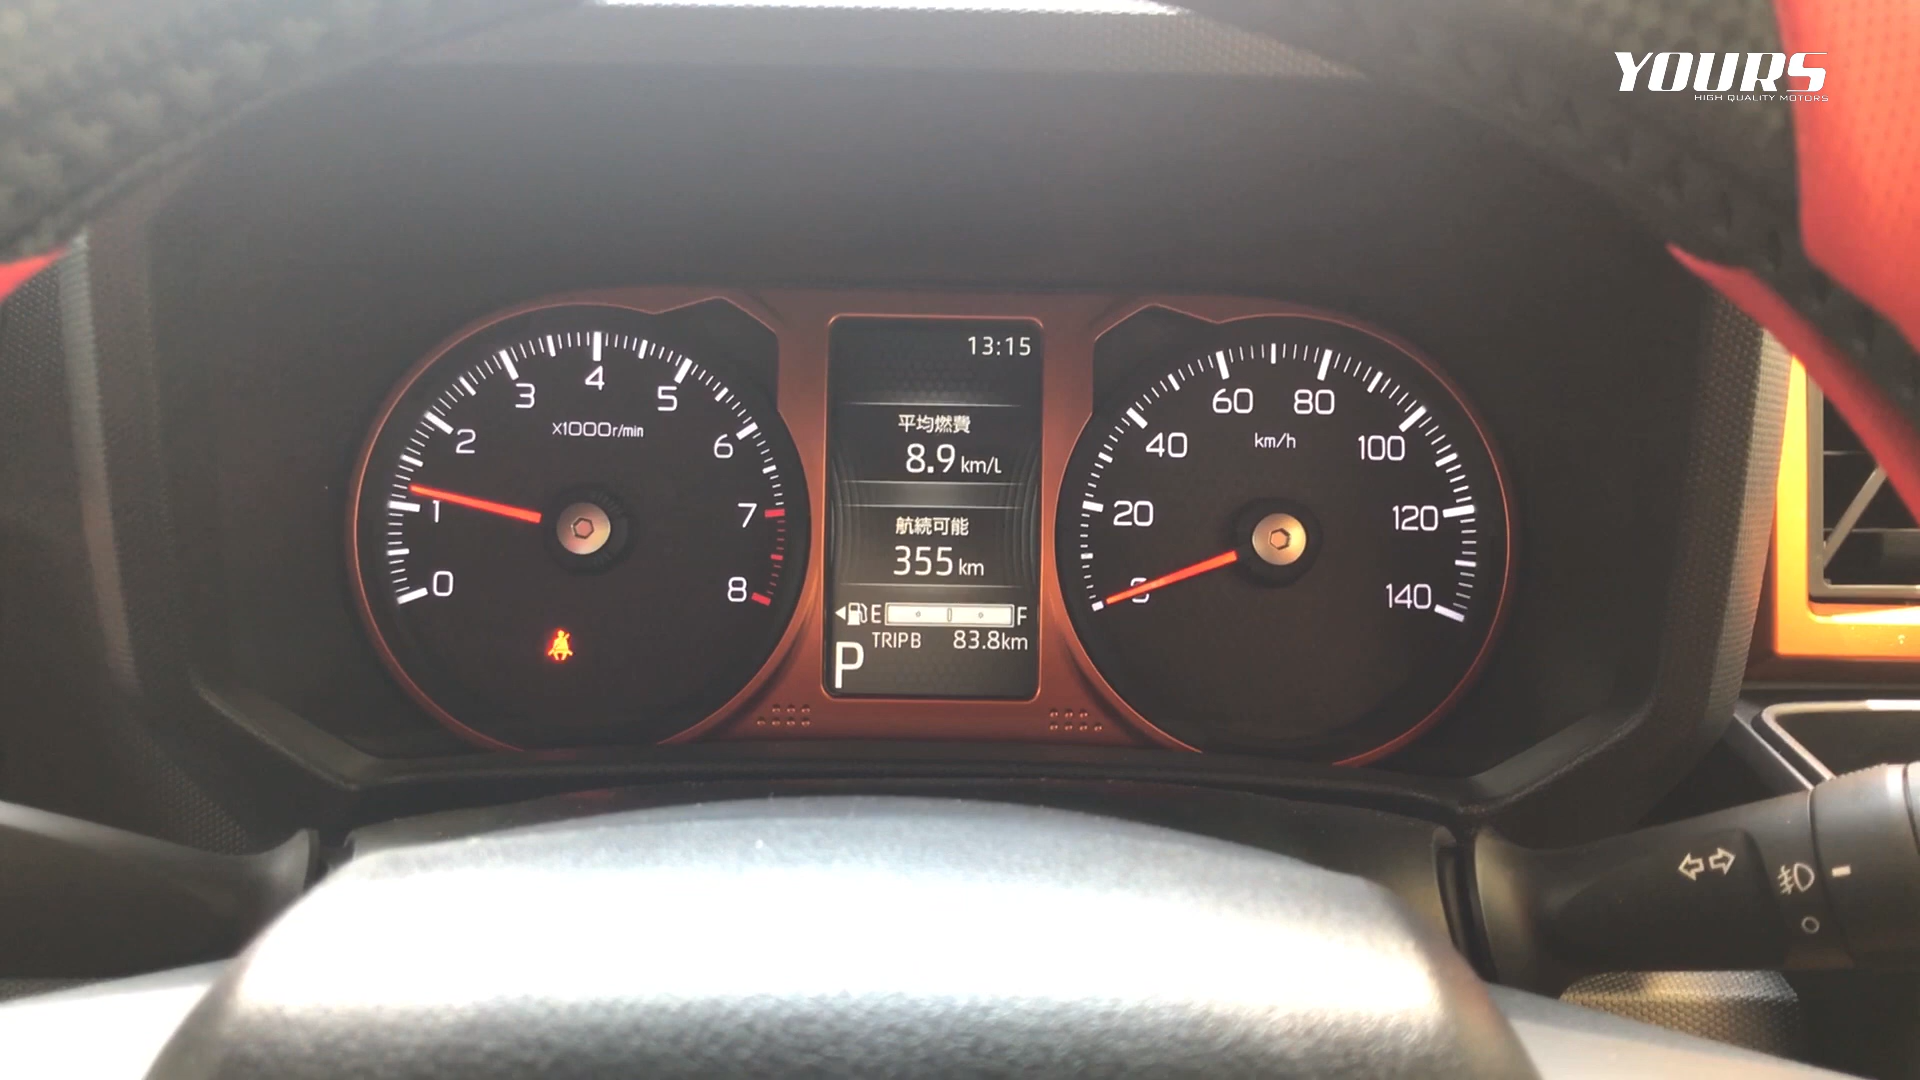 YOURS
HIGH QUALITY MOTORS
0
1
2
3
4
5
6
7
8
x1000r/min
13:15
平均燃費
8.9 km/L
航続可能
355 km
E F
TRIP B 83.8km
P
20
40
60
80
100
120
140
km/h